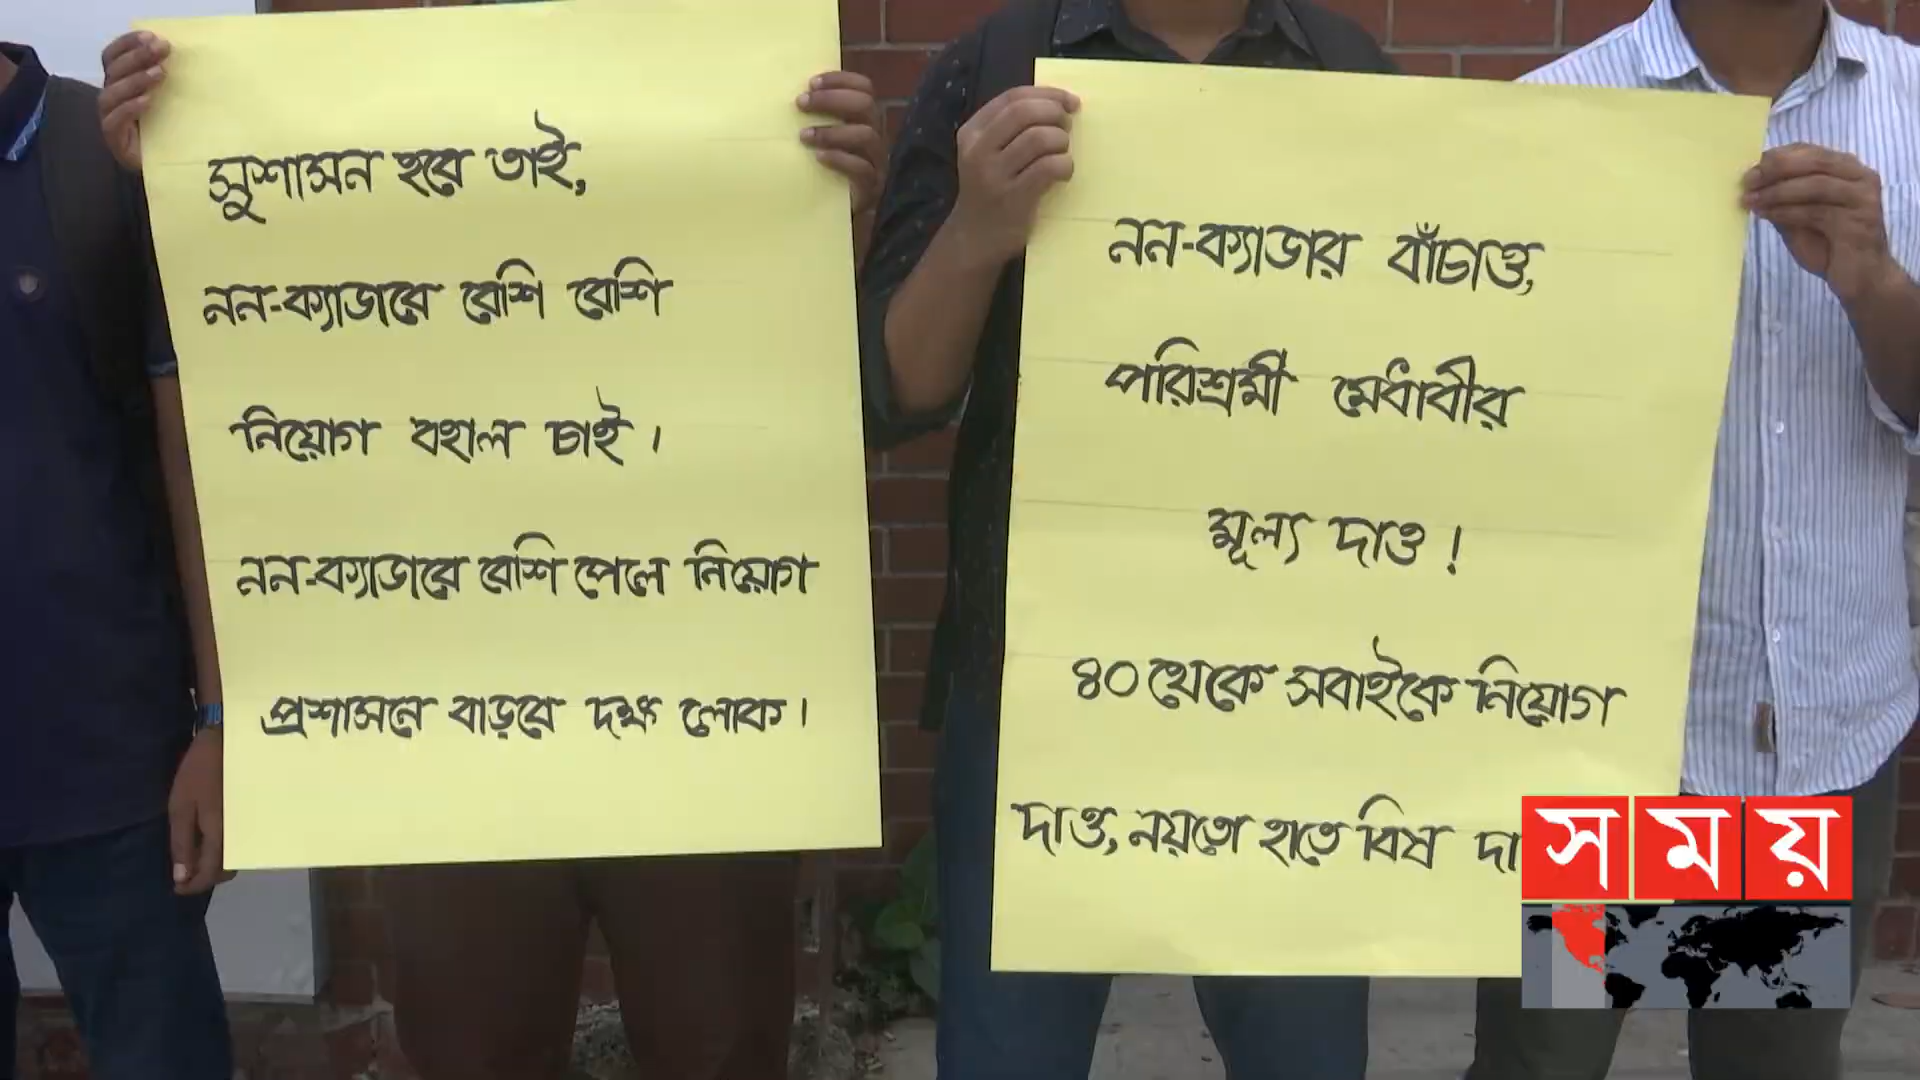 সুশাসন হবে তাই,
নন-ক্যাডারে বেশি বেশি
নিয়োগ বহাল চাই।
নন-ক্যাডারে বেশি পেলে নিয়োগ
প্রশাসনে বাড়বে দক্ষ লোক।
নন-ক্যাডার বাঁচাও,
পরিশ্রমী মেধাবীর
মূল্য দাও!
৪০ থেকে সবাইকে নিয়োগ
দাও, নয়তো হাতে বিষ
সময়